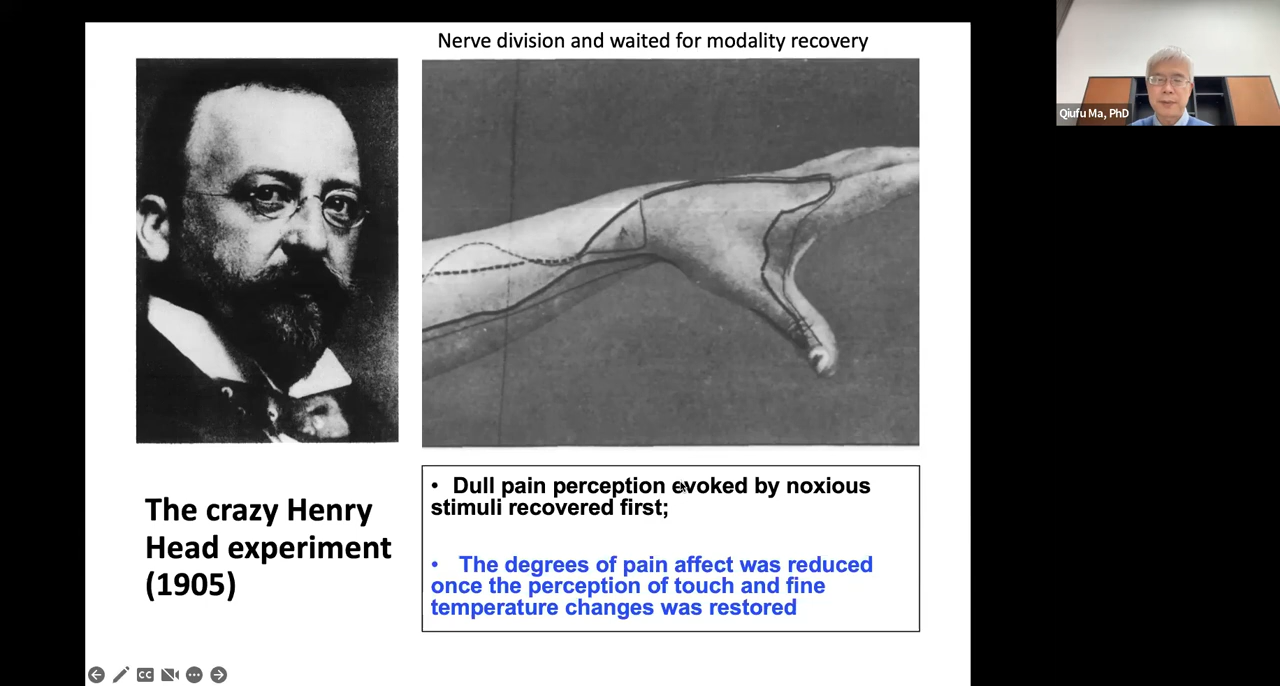 Nerve division and waited for modality recovery
Qiufu Ma, PhD
The crazy Henry
Head experiment
(1905)
• Dull pain perception evoked by noxious
stimuli recovered first;
• The degrees of pain affect was reduced
once the perception of touch and fine
temperature changes was restored
CC